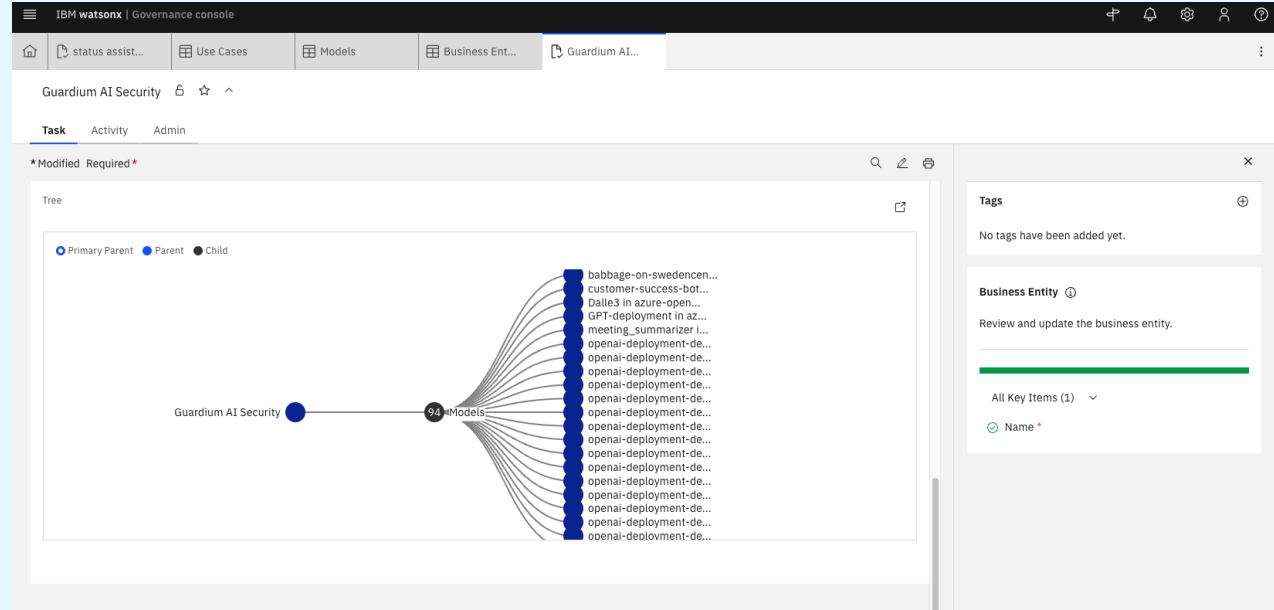 IBM watsonx | Governance console
status assist...
Use Cases
Models
Business Ent...
Guardium AI...
Guardium AI Security
Task Activity Admin
*Modified Required*
Tree
Primary Parent Parent Child
babbage-on-swedencen...
customer-success-bot...
Dalle3 in azure-open...
GPT-deployment in az...
meeting_summarizer i...
openai-deployment-de...
openai-deployment-de...
openai-deployment-de...
openai-deployment-de...
openai-deployment-de...
Guardium AI Security
94 Models
openai-deployment-de...
openai-deployment-de...
openai-deployment-de...
openai-deployment-de...
openai-deployment-de...
openai-deployment-de...
openai-deployment-de...
openai-deployment-de...
openai-deployment-de...
openai-deployment-de...
Tags
No tags have been added yet.
Business Entity
Review and update the business entity.
All Key Items (1)
Name *